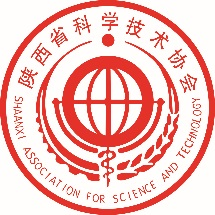 陕西省科学技术协会
SHAANXI ASSOCIATION FOR SCIENCE AND TECHNOLOGY